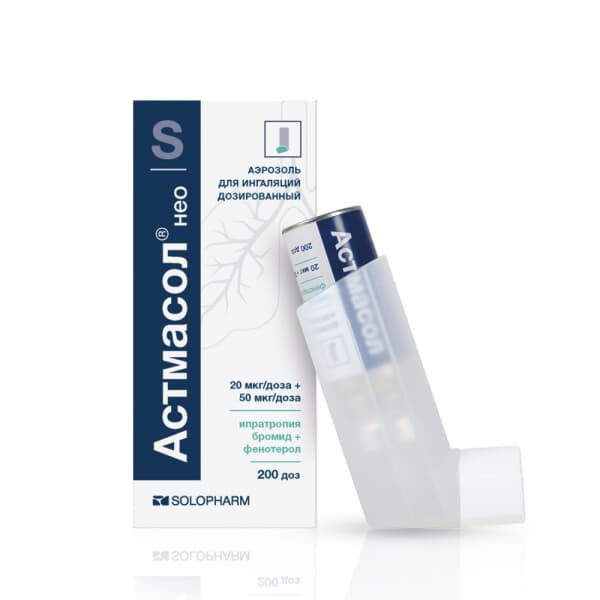 S
Астмасол® нео
АЭРОЗОЛЬ
ДЛЯ ИНГАЛЯЦИЙ
ДОЗИРОВАННЫЙ
20 мкг/доза +
50 мкг/доза
ипратропия
бромид +
фенотерол
200 доз
SOLOPHARM
Астмасол
200 доз
20 мкг +